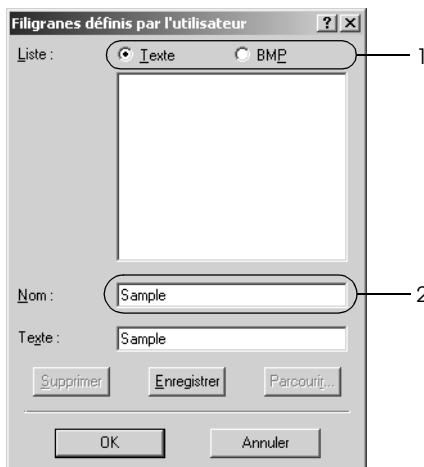 Filigranes définis par l'utilisateur
Liste : Texte BMP 1
Nom : Sample 2
Texte : Sample
Supprimer Enregistrer Parcourir...
OK Annuler